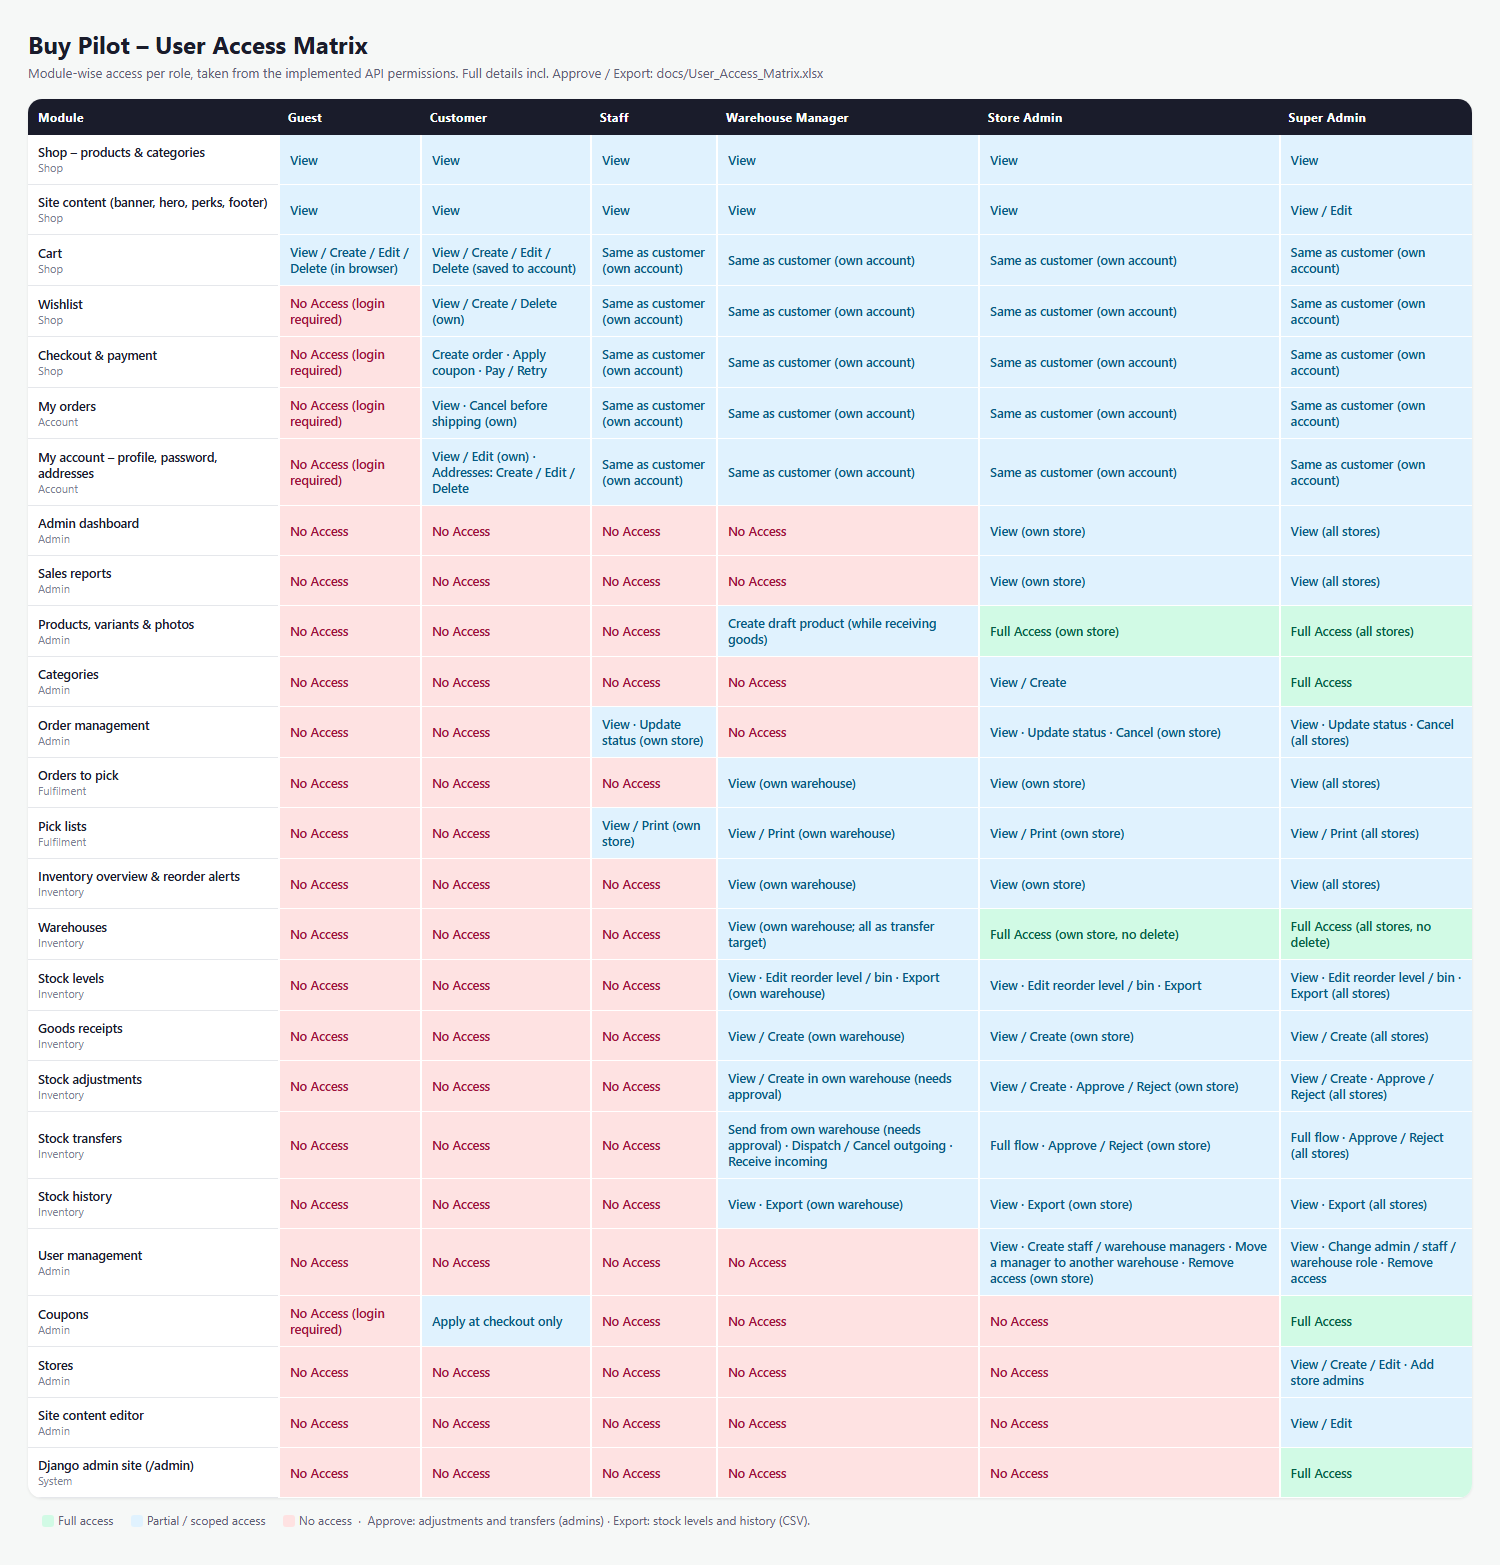 Buy Pilot – User Access Matrix
Module-wise access per role, taken from the implemented API permissions. Full details incl. Approve / Export: docs/User_Access_Matrix.xlsx
Module Guest Customer Staff Warehouse Manager Store Admin Super Admin
Shop – products & categories
Shop
View View View View View View
Site content (banner, hero, perks, footer)
Shop
View View View View View View / Edit
Cart
Shop
View / Create / Edit /
Delete (in browser)
View / Create / Edit /
Delete (saved to account)
Same as customer
(own account)
Same as customer (own account)
Same as customer (own account)
Same as customer (own
account)
Wishlist
Shop
No Access (login
required)
View / Create / Delete
(own)
Same as customer
(own account)
Same as customer (own account)
Same as customer (own account)
Same as customer (own
account)
Checkout & payment
Shop
No Access (login
required)
Create order · Apply
coupon · Pay / Retry
Same as customer
(own account)
Same as customer (own account)
Same as customer (own account)
Same as customer (own
account)
My orders
Account
No Access (login
required)
View · Cancel before
shipping (own)
Same as customer
(own account)
Same as customer (own account)
Same as customer (own account)
Same as customer (own
account)
My account – profile, password,
addresses
Account
No Access (login
required)
View / Edit (own) ·
Addresses: Create / Edit /
Delete
Same as customer
(own account)
Same as customer (own account)
Same as customer (own account)
Same as customer (own
account)
Admin dashboard
Admin
No Access No Access No Access No Access View (own store) View (all stores)
Sales reports
Admin
No Access No Access No Access No Access View (own store) View (all stores)
Products, variants & photos
Admin
No Access No Access No Access
Create draft product (while receiving
goods)
Full Access (own store)
Full Access (all stores)
Categories
Admin
No Access No Access No Access No Access View / Create Full Access
Order management
Admin
No Access No Access
View · Update
status (own store)
No Access
View · Update status · Cancel (own store)
View · Update status · Cancel
(all stores)
Orders to pick
Fulfilment
No Access No Access No Access View (own warehouse) View (own store) View (all stores)
Pick lists
Fulfilment
No Access No Access
View / Print (own
store)
View / Print (own warehouse)
View / Print (own store)
View / Print (all stores)
Inventory overview & reorder alerts
Inventory
No Access No Access No Access View (own warehouse) View (own store) View (all stores)
Warehouses
Inventory
No Access No Access No Access
View (own warehouse; all as transfer
target)
Full Access (own store, no delete)
Full Access (all stores, no
delete)
Stock levels
Inventory
No Access No Access No Access
View · Edit reorder level / bin · Export
(own warehouse)
View · Edit reorder level / bin · Export
View · Edit reorder level / bin ·
Export (all stores)
Goods receipts
Inventory
No Access No Access No Access View / Create (own warehouse) View / Create (own store) View / Create (all stores)
Stock adjustments
Inventory
No Access No Access No Access
View / Create in own warehouse (needs
approval)
View / Create · Approve / Reject (own store)
View / Create · Approve /
Reject (all stores)
Stock transfers
Inventory
No Access No Access No Access
Send from own warehouse (needs
approval) · Dispatch / Cancel outgoing ·
Receive incoming
Full flow · Approve / Reject (own store)
Full flow · Approve / Reject
(all stores)
Stock history
Inventory
No Access No Access No Access View · Export (own warehouse) View · Export (own store) View · Export (all stores)
User management
Admin
No Access No Access No Access No Access
View · Create staff / warehouse managers · Move
a manager to another warehouse · Remove
access (own store)
View · Change admin / staff /
warehouse role · Remove
access
Coupons
Admin
No Access (login
required)
Apply at checkout only
No Access No Access No Access Full Access
Stores
Admin
No Access No Access No Access No Access No Access
View / Create / Edit · Add
store admins
Site content editor
Admin
No Access No Access No Access No Access No Access View / Edit
Django admin site (/admin)
System
No Access No Access No Access No Access No Access Full Access
Full access Partial / scoped access No access · Approve: adjustments and transfers (admins) · Export: stock levels and history (CSV).